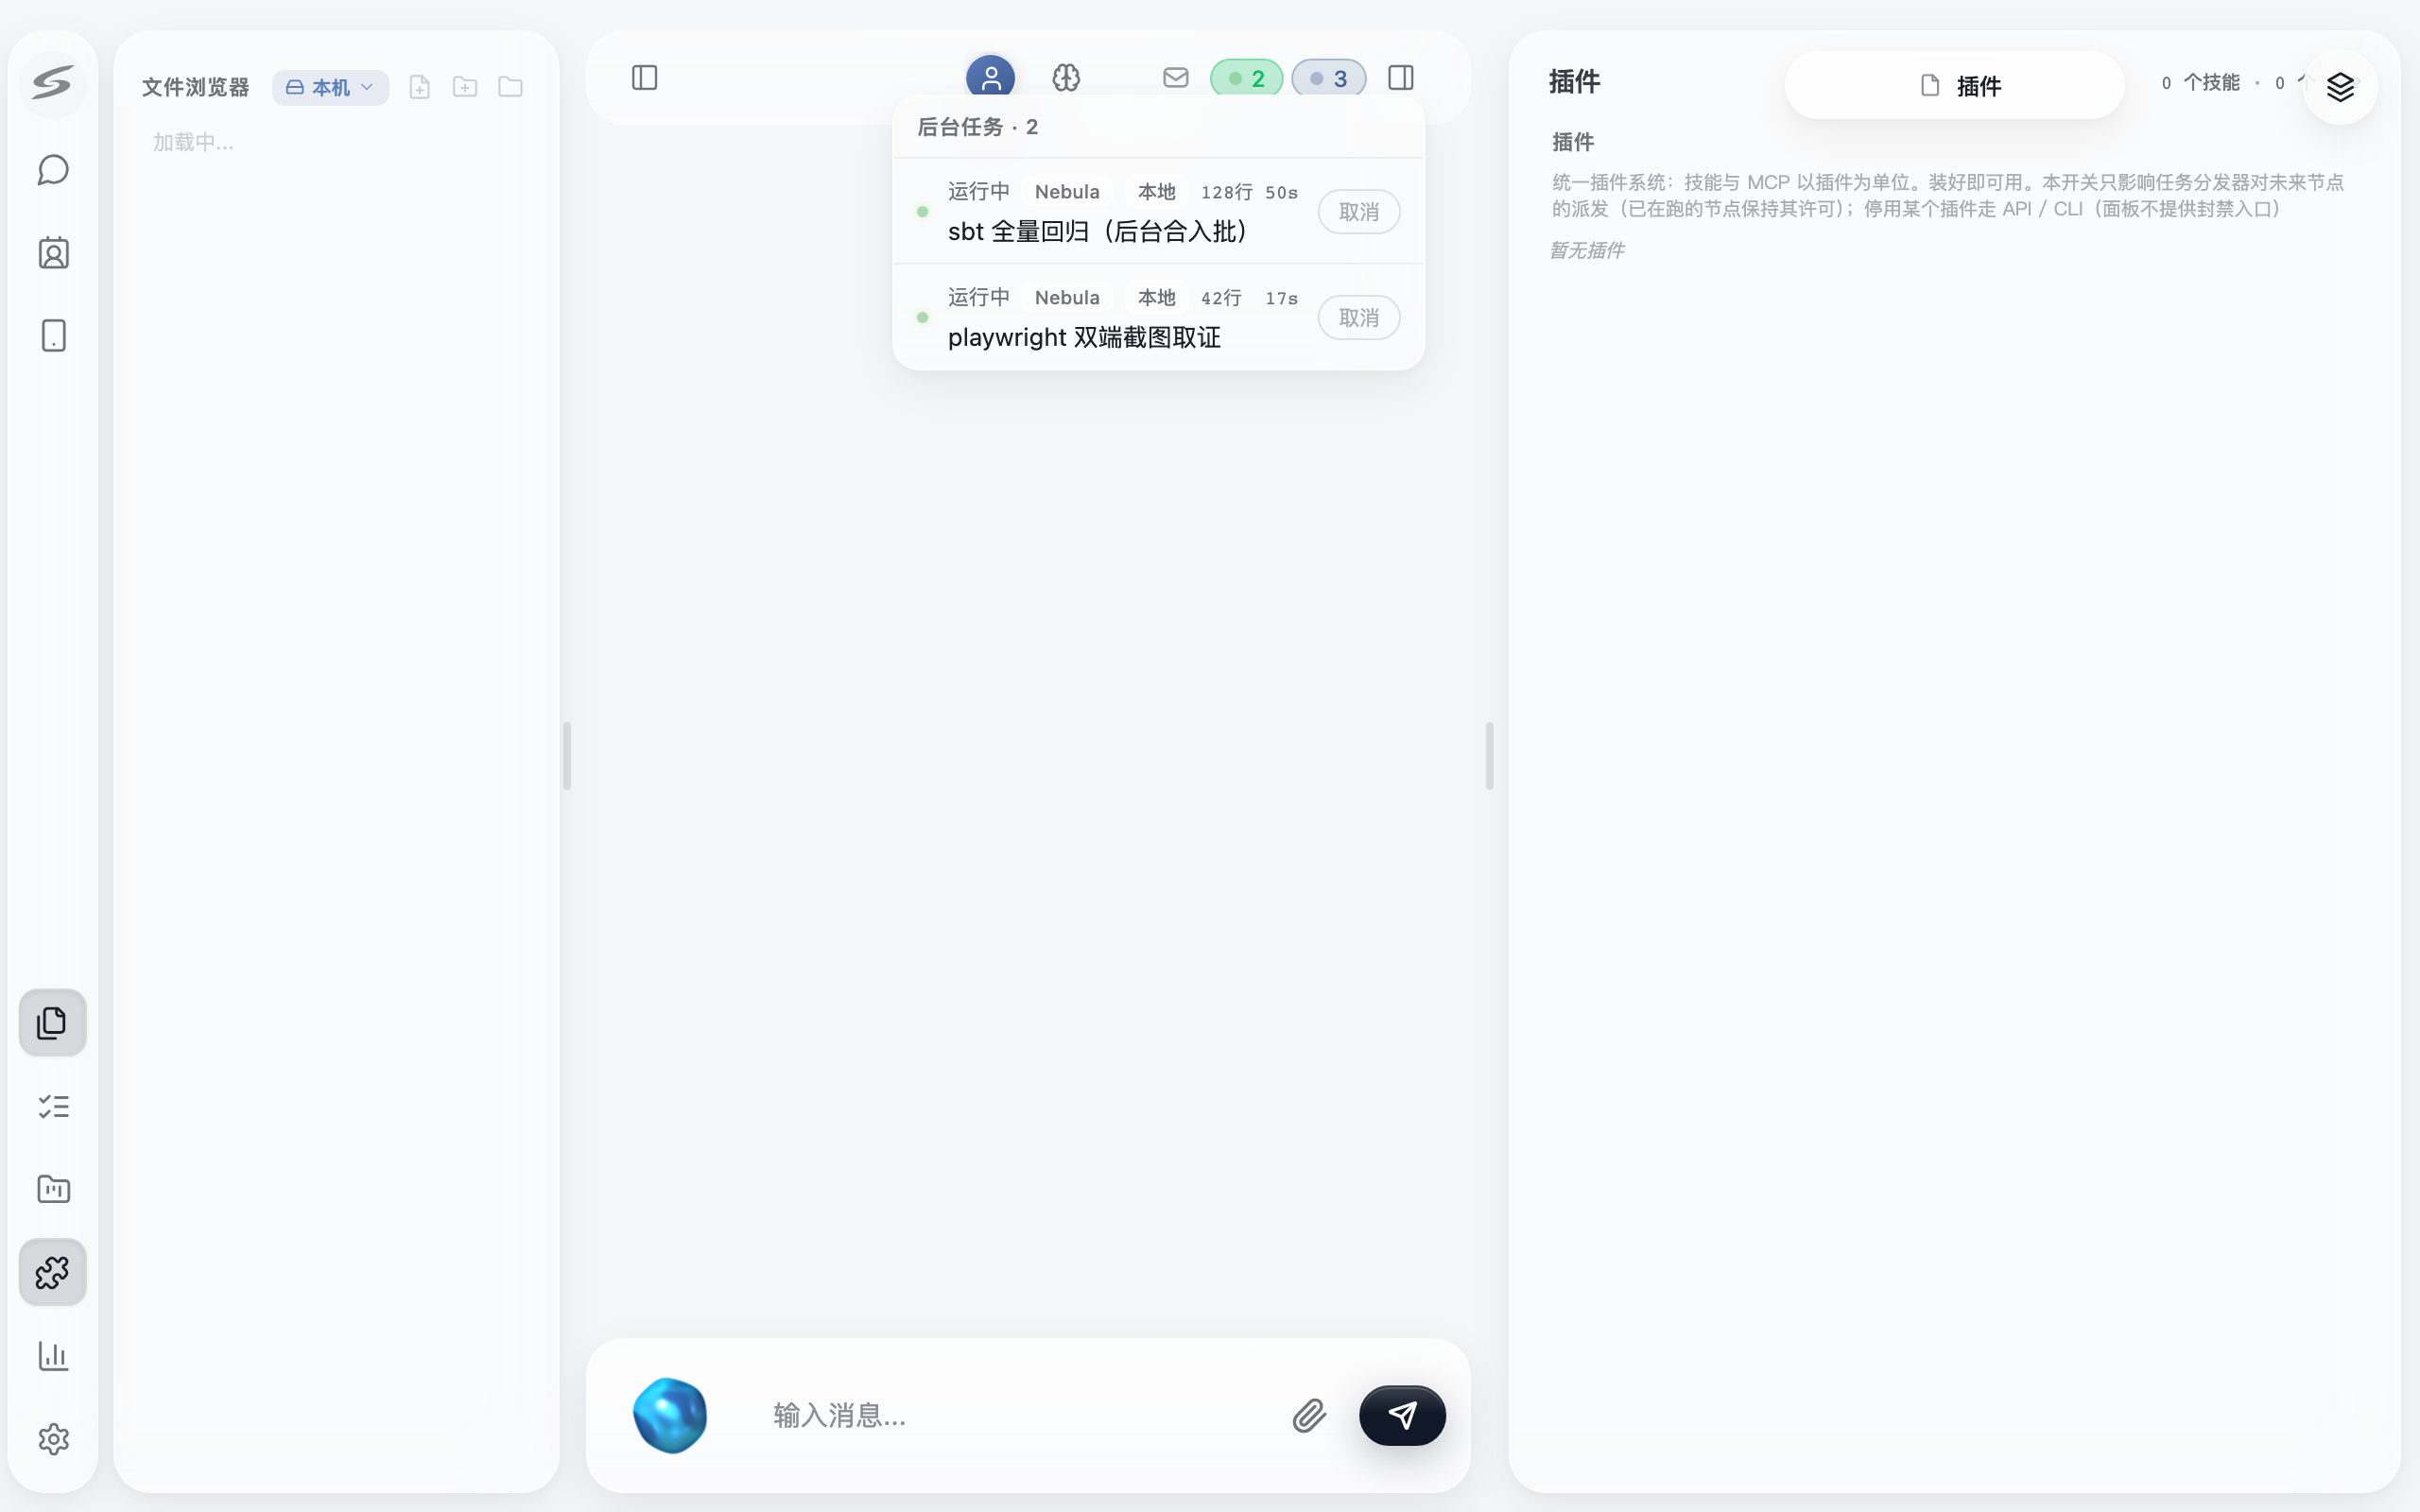 文件浏览器
本机
加载中...
2
3
后台任务 · 2
运行中 Nebula 本地 128行 50s
取消
sbt 全量回归（后台合入批）
运行中 Nebula 本地 42行 17s
取消
playwright 双端截图取证
输入消息...
插件
插件
0 个技能 · 0
插件
统一插件系统：技能与 MCP 以插件为单位。装好即可用。本开关只影响任务分发器对未来节点
的派发（已在跑的节点保持其许可）；停用某个插件走 API / CLI（面板不提供封禁入口）
暂无插件